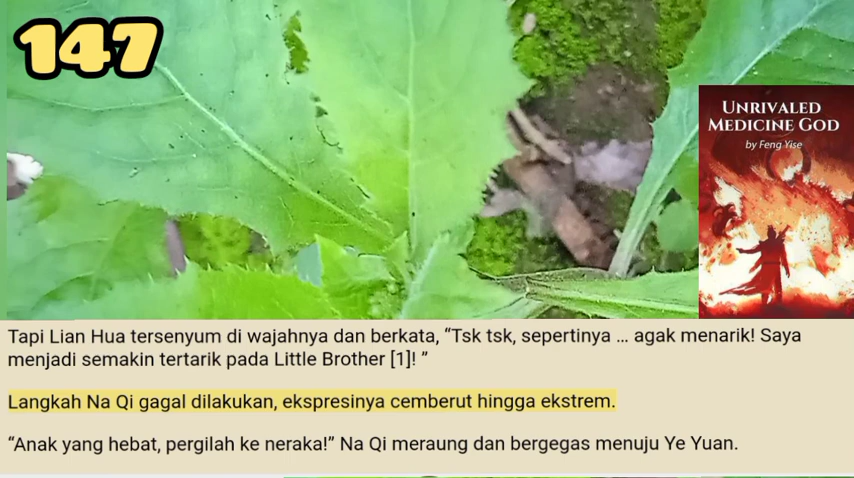 147
UNRIVALED
MEDICINE GOD
by Feng Yise
Tapi Lian Hua tersenyum di wajahnya dan berkata, “Tsk tsk, sepertinya ... agak menarik! Saya
menjadi semakin tertarik pada Little Brother [1]! ”
Langkah Na Qi gagal dilakukan, ekspresinya cemberut hingga ekstrem.
“Anak yang hebat, pergilah ke neraka!” Na Qi meraung dan bergegas menuju Ye Yuan.